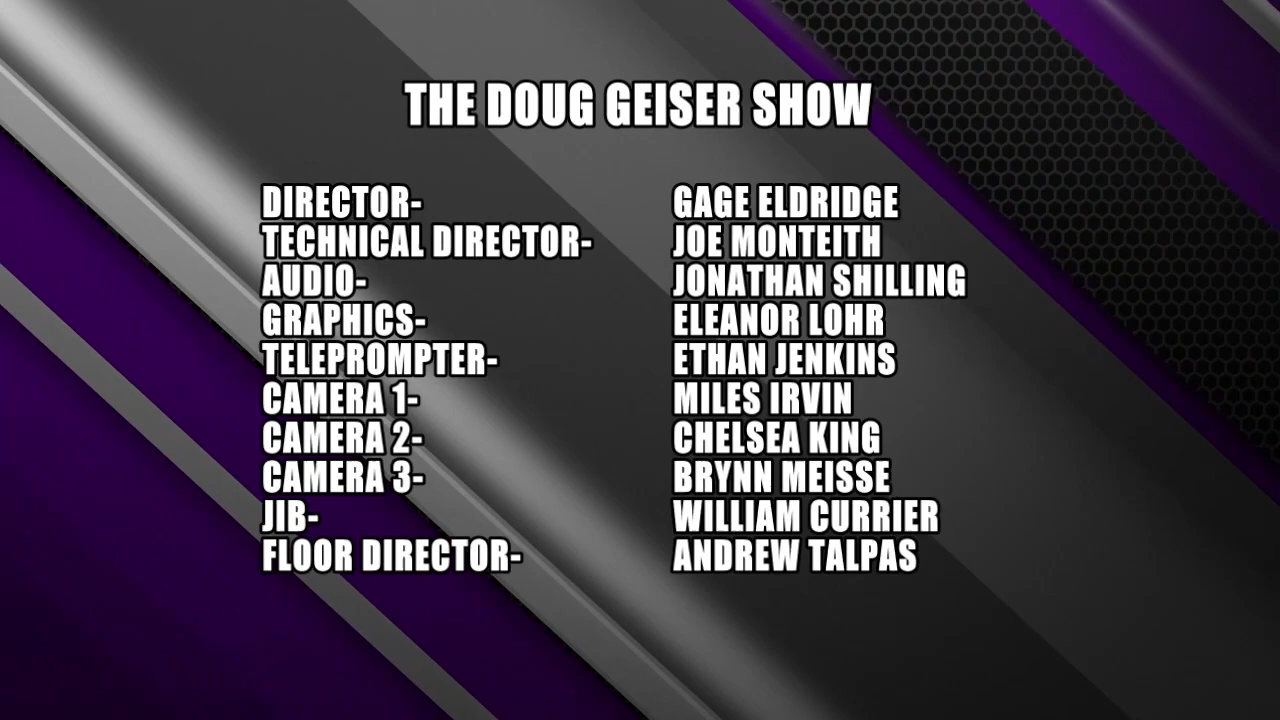 THE DOUG GEISER SHOW
DIRECTOR- GAGE ELDRIDGE
TECHNICAL DIRECTOR- JOE MONTEITH
AUDIO- JONATHAN SHILLING
GRAPHICS- ELEANOR LOHR
TELEPROMPTER- ETHAN JENKINS
CAMERA 1- MILES IRVIN
CAMERA 2- CHELSEA KING
CAMERA 3- BRYNN MEISSE
JIB- WILLIAM CURRIER
FLOOR DIRECTOR- ANDREW TALPAS